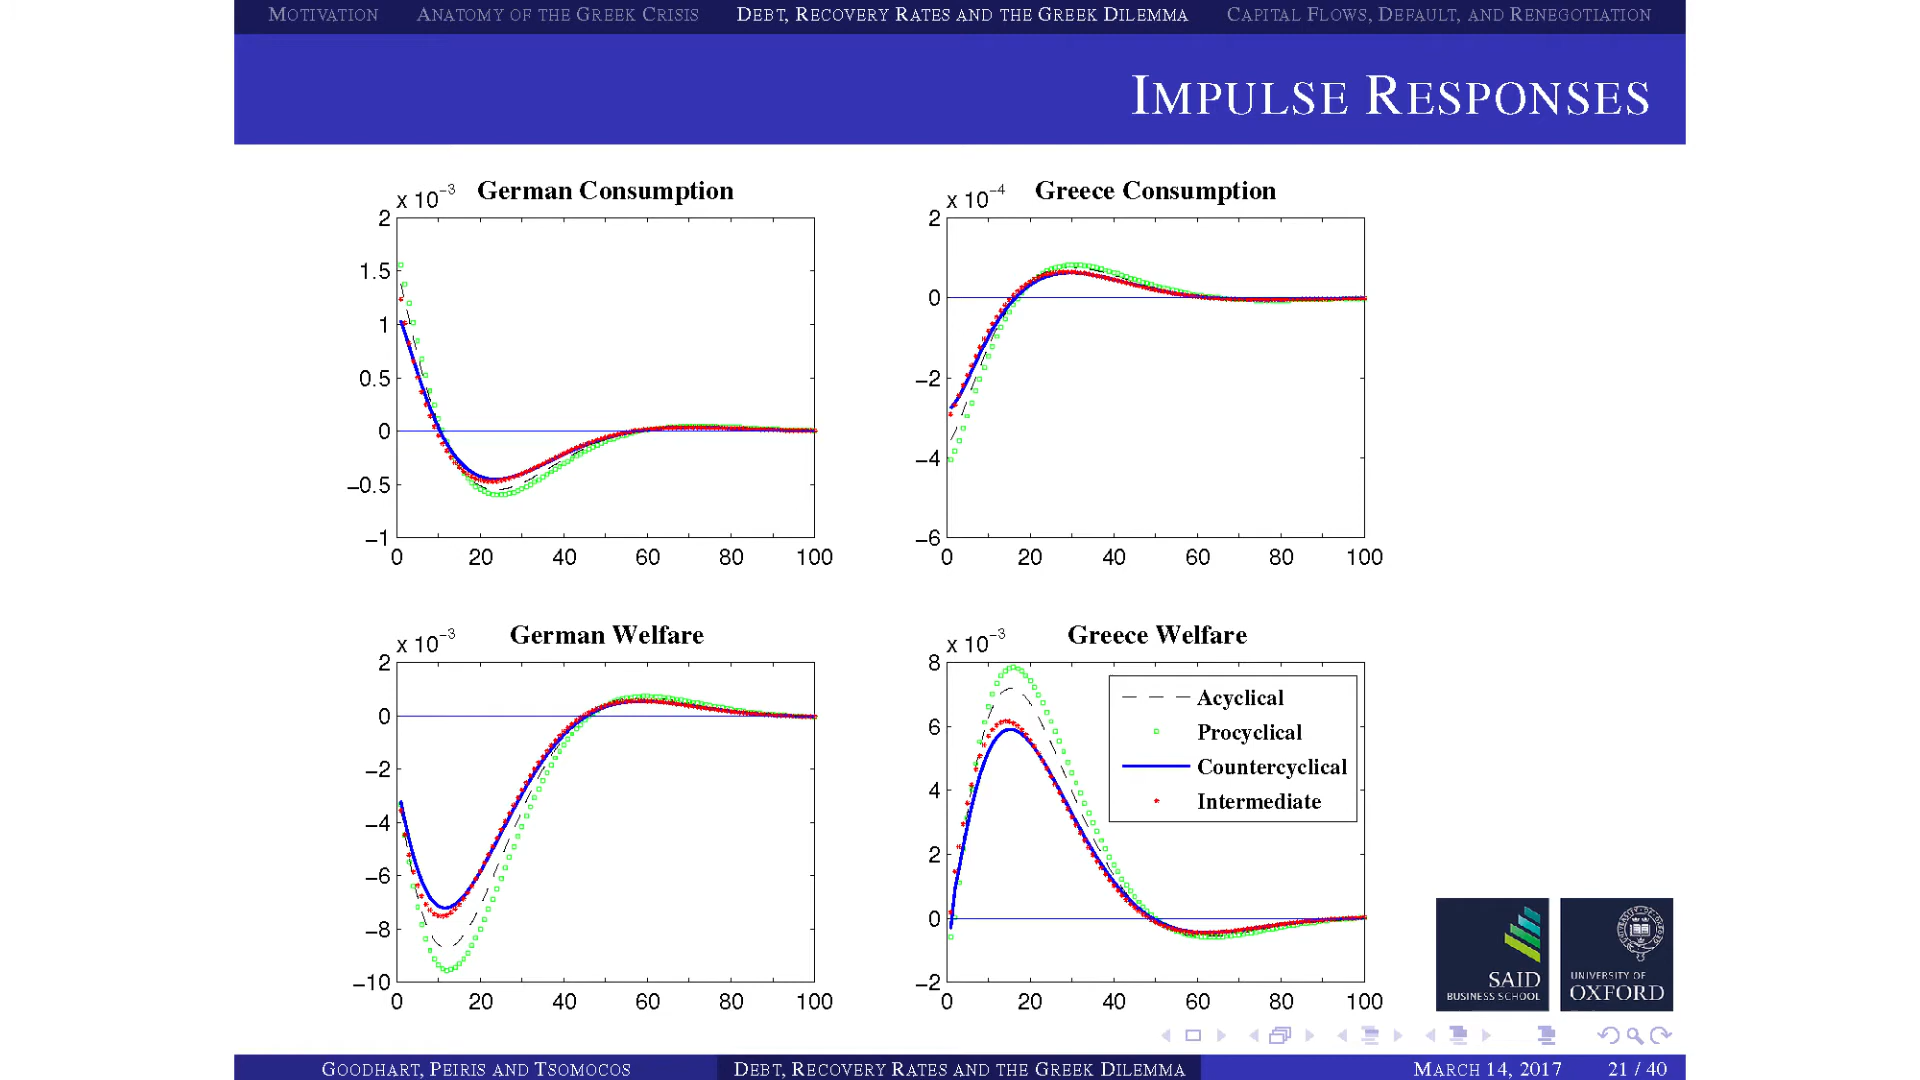 MOTIVATION ANATOMY OF THE GREEK CRISIS DEBT, RECOVERY RATES AND THE GREEK DILEMMA CAPITAL FLOWS, DEFAULT, AND RENEGOTIATION
IMPULSE RESPONSES
x 10⁻³ German Consumption
2
1.5
1
0.5
0
−0.5
−1
0 20 40 60 80 100
x 10⁻⁴ Greece Consumption
2
0
−2
−4
−6
0 20 40 60 80 100
x 10⁻³ German Welfare
2
0
−2
−4
−6
−8
−10
0 20 40 60 80 100
x 10⁻³ Greece Welfare
8
6
4
2
0
−2
0 20 40 60 80 100
Acyclical
Procyclical
Countercyclical
Intermediate
SAID
BUSINESS SCHOOL
UNIVERSITY OF
OXFORD
GOODHART, PEIRIS AND TSOMOCOS DEBT, RECOVERY RATES AND THE GREEK DILEMMA MARCH 14, 2017 21 / 40